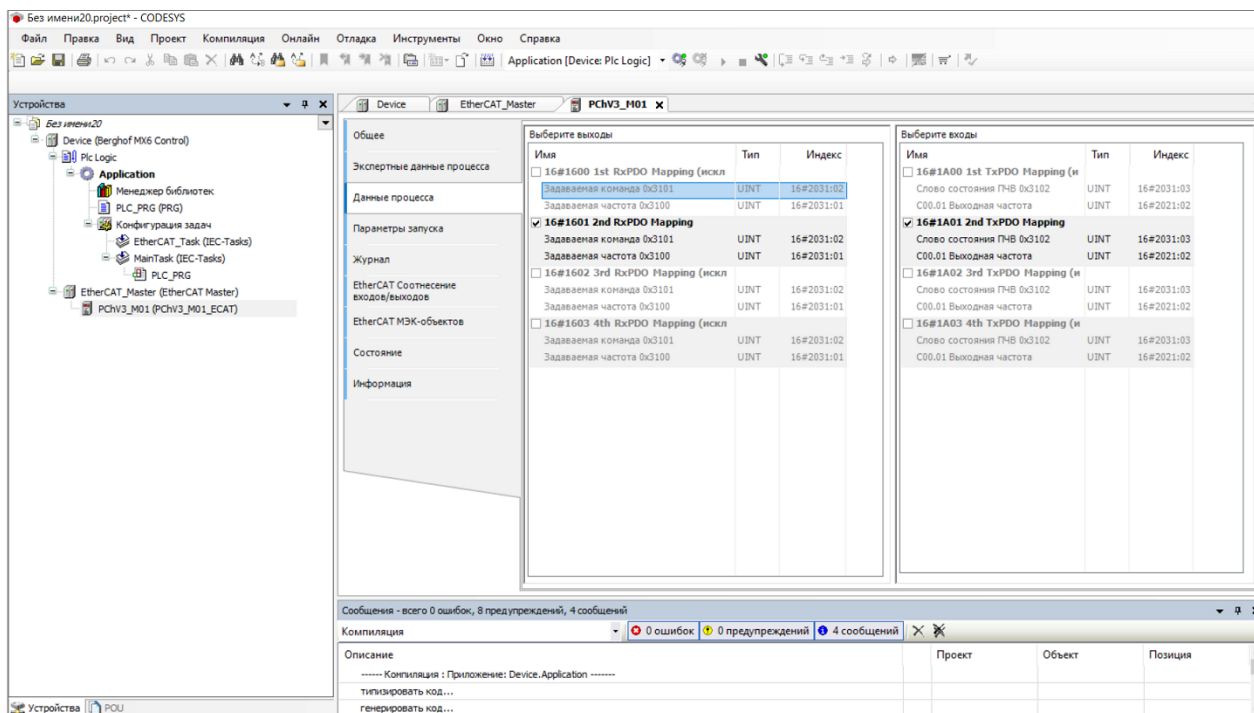 Без имени20.project* - CODESYS
Файл Правка Вид Проект Компиляция Онлайн Отладка Инструменты Окно Справка
Application [Device: Plc Logic]
Устройства
Без имени20
Device (Berghof MX6 Control)
Plc Logic
Application
Менеджер библиотек
PLC_PRG (PRG)
Конфигурация задач
EtherCAT_Task (IEC-Tasks)
MainTask (IEC-Tasks)
PLC_PRG
EtherCAT_Master (EtherCAT Master)
PChV3_M01 (PChV3_M01_ECAT)
Устройства POU
Device EtherCAT_Master PChV3_M01
Общее
Экспертные данные процесса
Данные процесса
Параметры запуска
Журнал
EtherCAT Соотнесение
входов/выходов
EtherCAT МЭК-объектов
Состояние
Информация
Выберите выходы
Имя Тип Индекс
16#1600 1st RxPDO Mapping (искл
Задаваемая команда 0x3101 UINT 16#2031:02
Задаваемая частота 0x3100 UINT 16#2031:01
16#1601 2nd RxPDO Mapping
Задаваемая команда 0x3101 UINT 16#2031:02
Задаваемая частота 0x3100 UINT 16#2031:01
16#1602 3rd RxPDO Mapping (искл
Задаваемая команда 0x3101 UINT 16#2031:02
Задаваемая частота 0x3100 UINT 16#2031:01
16#1603 4th RxPDO Mapping (искл
Задаваемая команда 0x3101 UINT 16#2031:02
Задаваемая частота 0x3100 UINT 16#2031:01
Выберите входы
Имя Тип Индекс
16#1A00 1st TxPDO Mapping (и
Слово состояния ПЧВ 0x3102 UINT 16#2031:03
C00.01 Выходная частота UINT 16#2021:02
16#1A01 2nd TxPDO Mapping
Слово состояния ПЧВ 0x3102 UINT 16#2031:03
C00.01 Выходная частота UINT 16#2021:02
16#1A02 3rd TxPDO Mapping (и
Слово состояния ПЧВ 0x3102 UINT 16#2031:03
C00.01 Выходная частота UINT 16#2021:02
16#1A03 4th TxPDO Mapping (и
Слово состояния ПЧВ 0x3102 UINT 16#2031:03
C00.01 Выходная частота UINT 16#2021:02
Сообщения - всего 0 ошибок, 8 предупреждений, 4 сообщений
Компиляция 0 ошибок 0 предупреждений 4 сообщений
Описание Проект Объект Позиция
------ Компиляция : Приложение: Device.Application -------
типизировать код...
генерировать код...